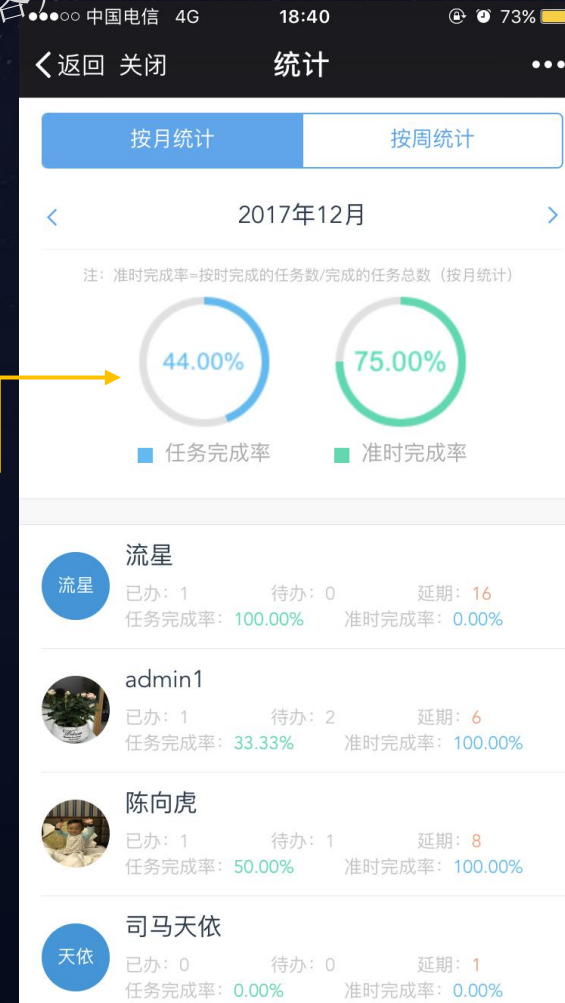 中国电信 4G 18:40 73%
返回 关闭 统计
按月统计 按周统计
2017年12月
注：准时完成率=按时完成的任务数/完成的任务总数（按月统计）
44.00% 75.00%
任务完成率 准时完成率
流星
流星
已办：1 待办：0 延期：16
任务完成率：100.00% 准时完成率：0.00%
admin1
已办：1 待办：2 延期：6
任务完成率：33.33% 准时完成率：100.00%
陈向虎
已办：1 待办：1 延期：8
任务完成率：50.00% 准时完成率：100.00%
司马天依
天依
已办：0 待办：0 延期：1
任务完成率：0.00% 准时完成率：0.00%